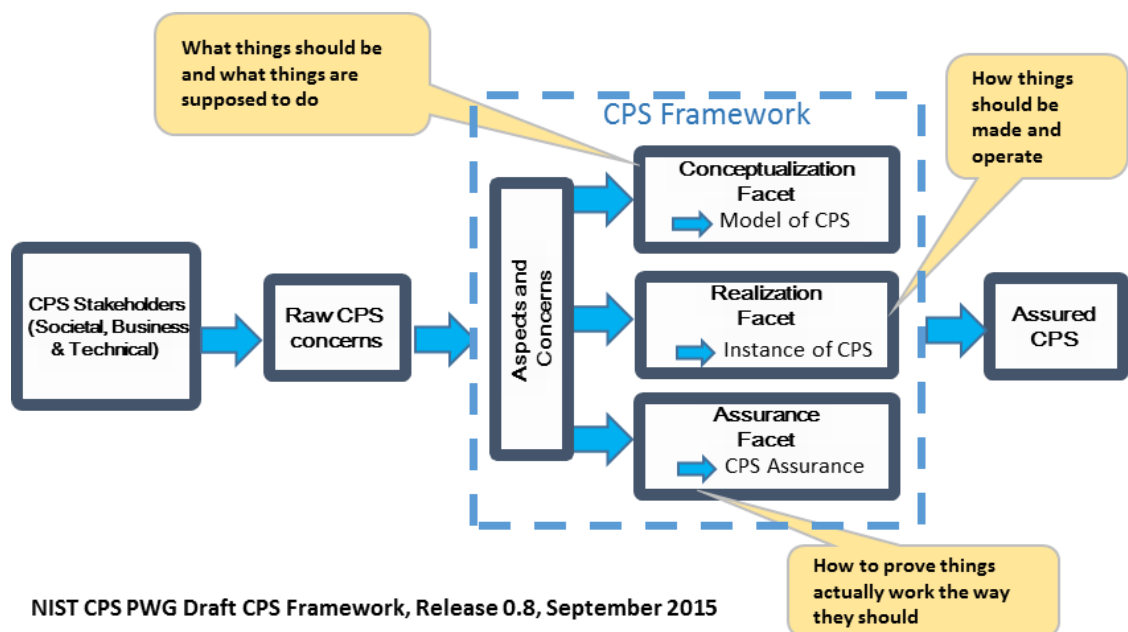 What things should be
and what things are
supposed to do
How things
should be
made and
operate
CPS Framework
Conceptualization
Facet
Model of CPS
CPS Stakeholders
(Societal, Business
& Technical)
Raw CPS
concerns
Aspects and
Concerns
Realization
Facet
Instance of CPS
Assured
CPS
Assurance
Facet
CPS Assurance
How to prove things
actually work the way
they should
NIST CPS PWG Draft CPS Framework, Release 0.8, September 2015